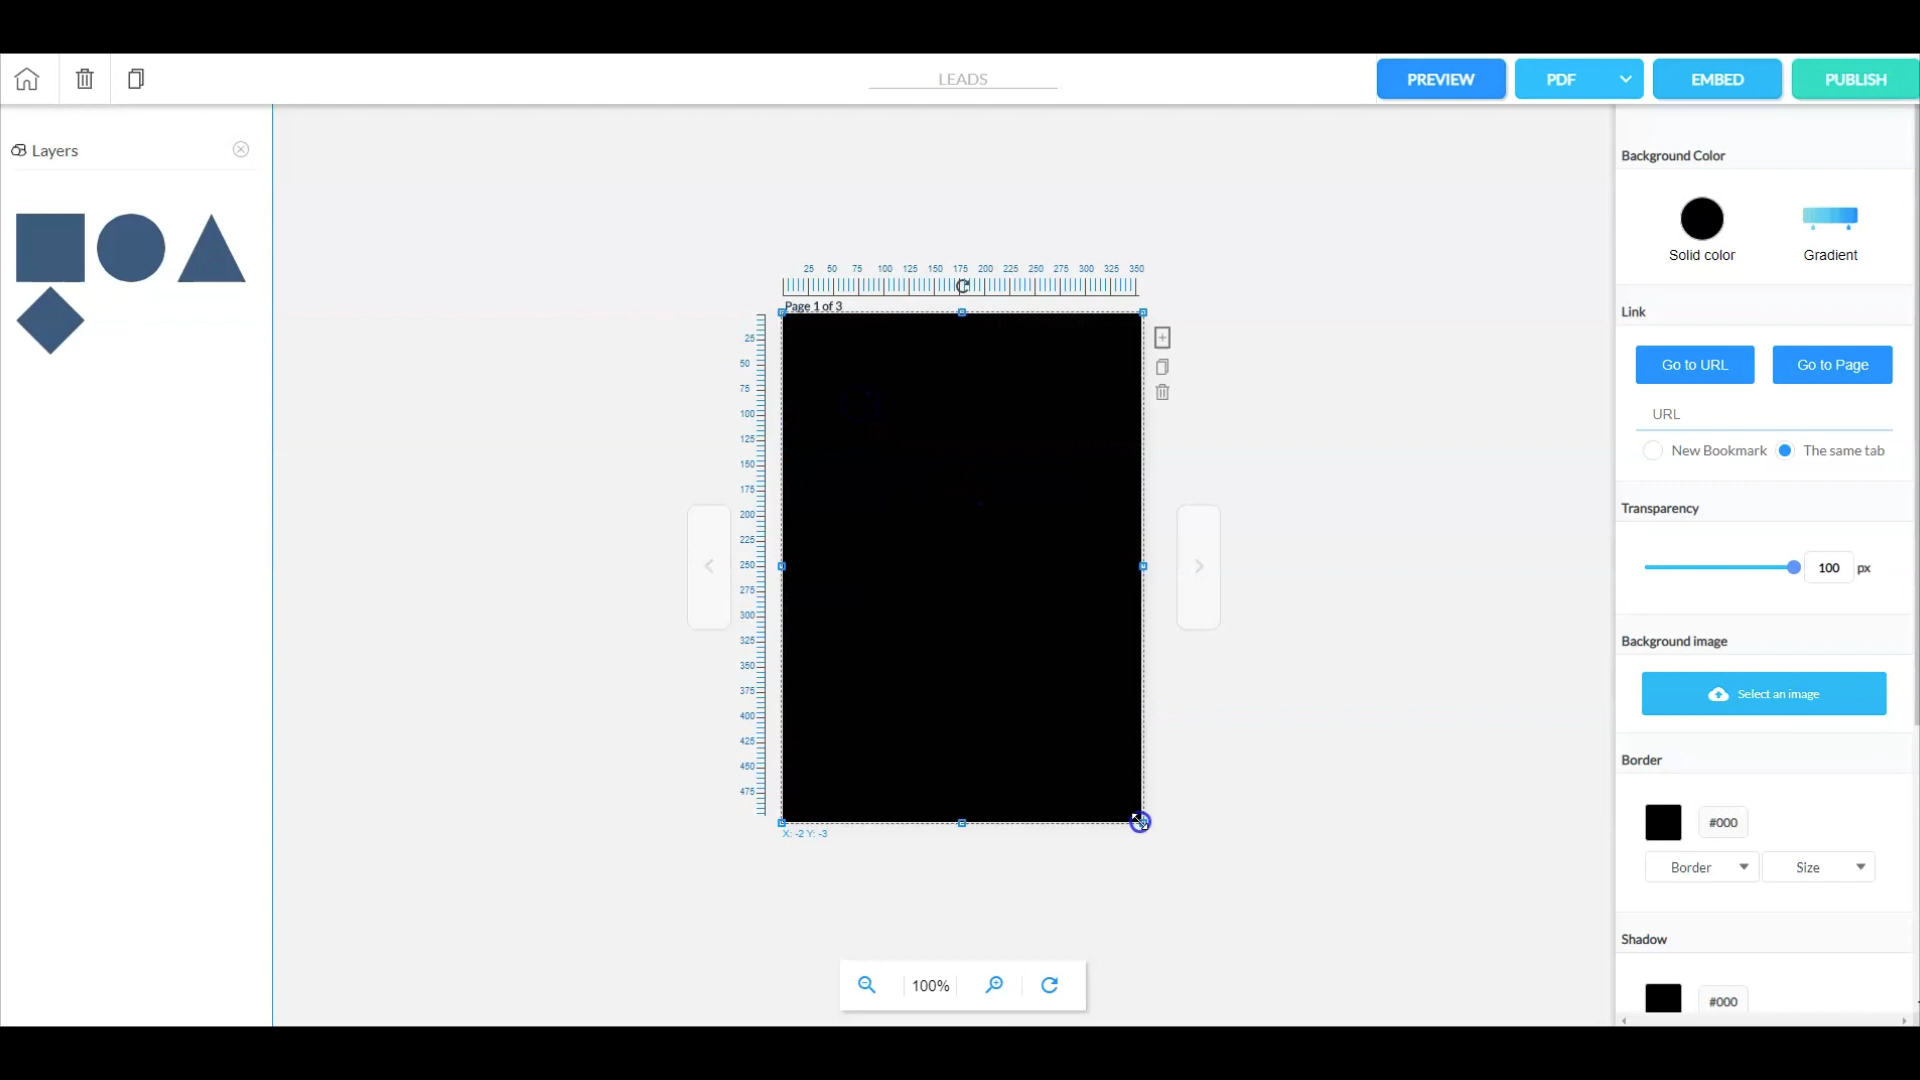 LEADS
PREVIEW
PDF
EMBED
PUBLISH
Layers
Background Color
Solid color
Gradient
Link
Go to URL
Go to Page
URL
New Bookmark
The same tab
Transparency
100 px
Background image
Select an image
Border
#000
Border
Size
Shadow
#000
25 50 75 100 125 150 175 200 225 250 275 300 325 350
Page 1 of 3
25
50
75
100
125
150
175
200
225
250
275
300
325
350
375
400
425
450
475
X: -2 Y: -3
100%